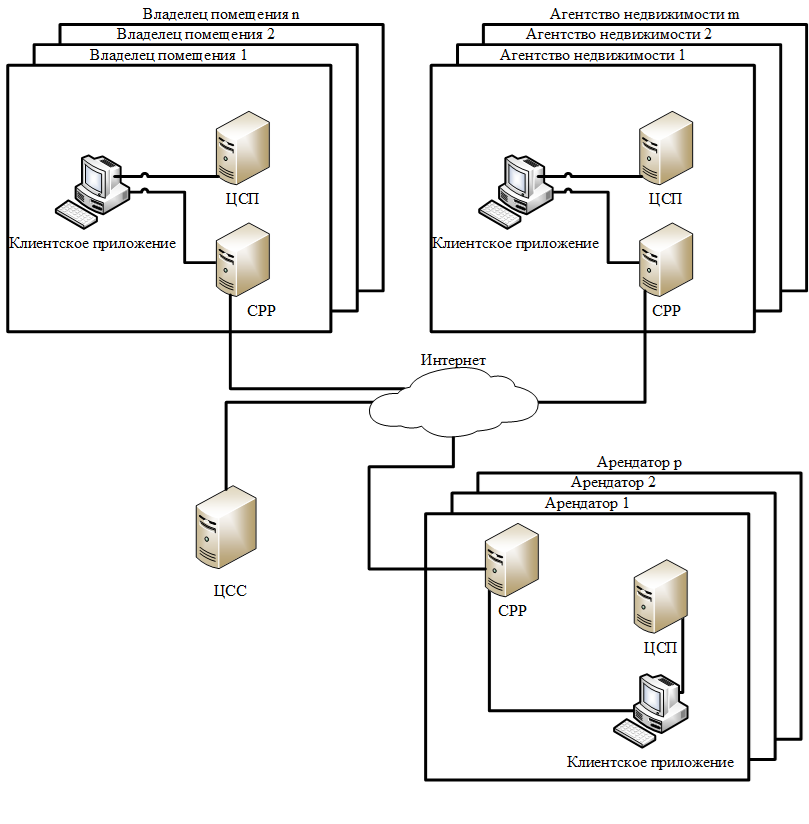 Владелец помещения n
Владелец помещения 2
Владелец помещения 1
ЦСП
Клиентское приложение
СРР
Агентство недвижимости m
Агентство недвижимости 2
Агентство недвижимости 1
ЦСП
Клиентское приложение
СРР
Интернет
ЦСС
Арендатор p
Арендатор 2
Арендатор 1
СРР
ЦСП
Клиентское приложение